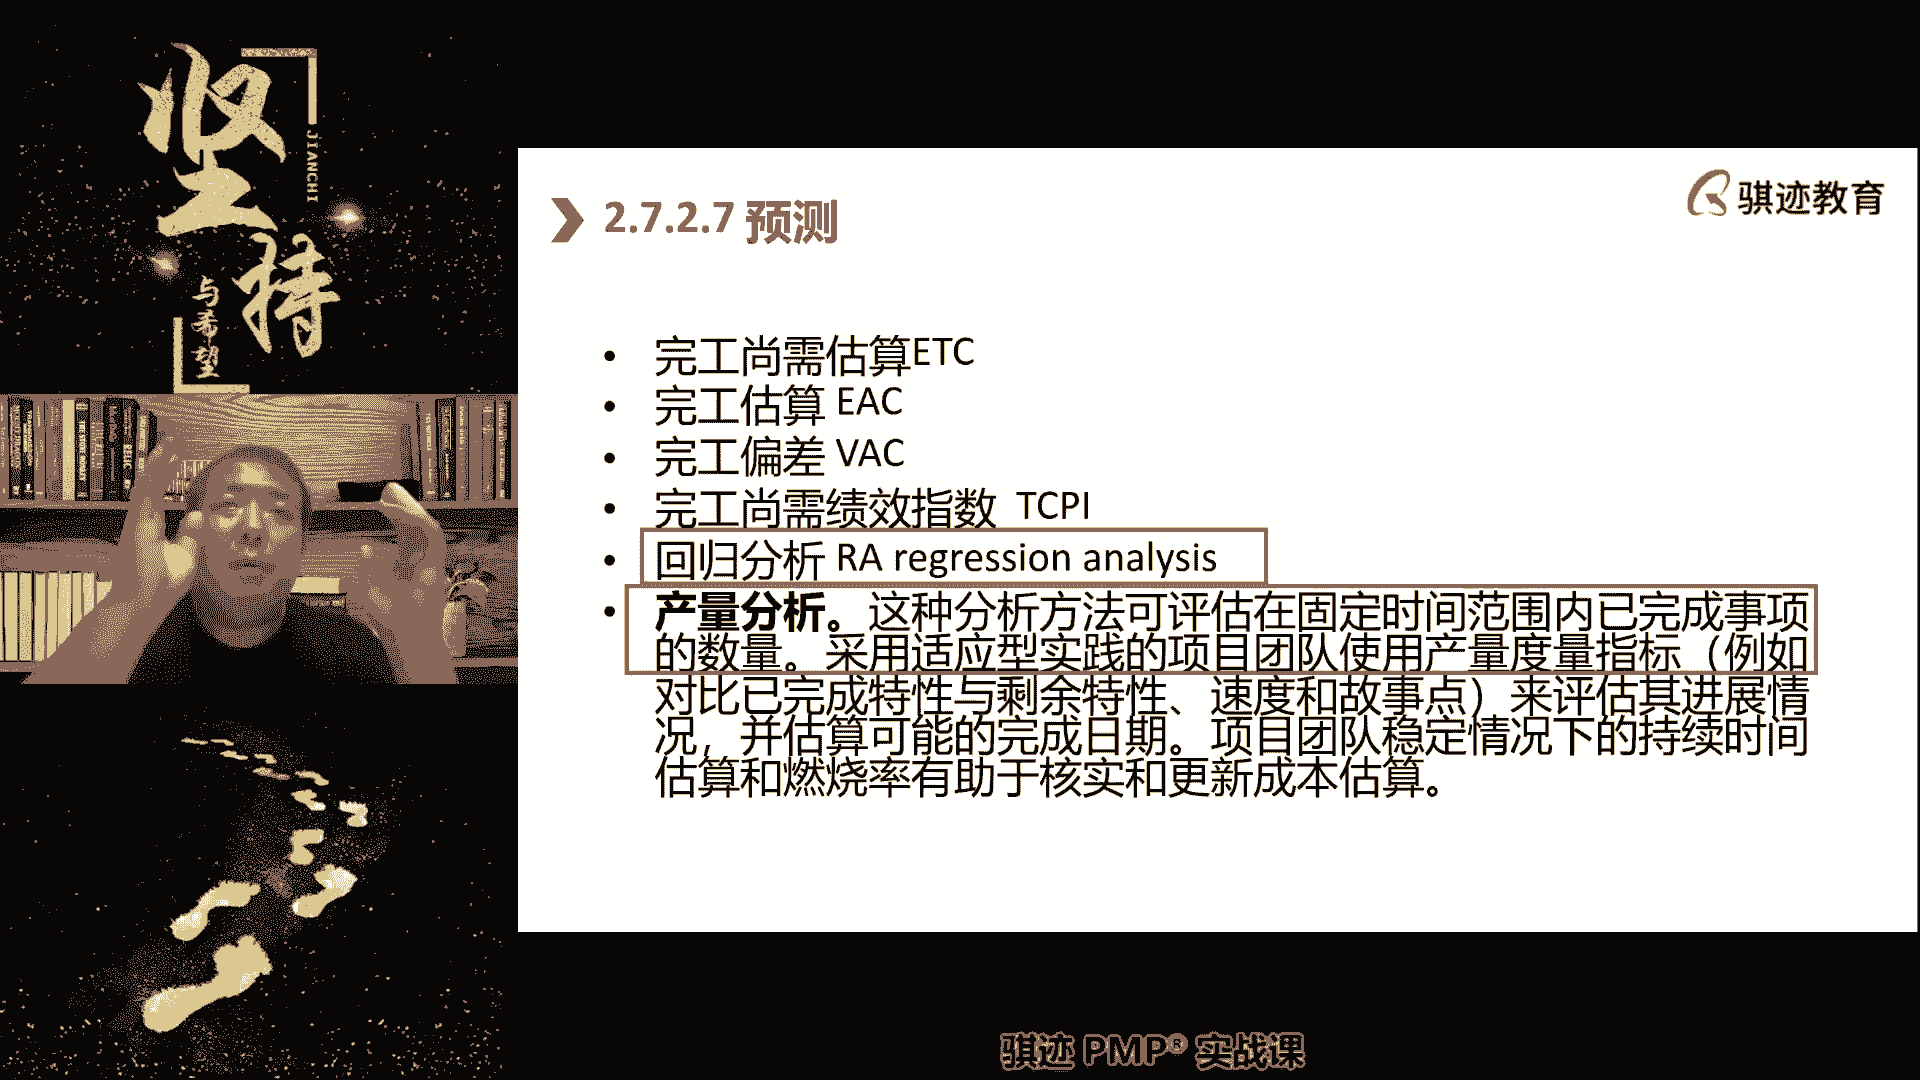 坚持
JIANCHI
与希望
骐迹教育
2.7.2.7 预测
• 完工尚需估算ETC
• 完工估算 EAC
• 完工偏差 VAC
• 完工尚需绩效指数 TCPI
• 回归分析 RA regression analysis
• 产量分析。这种分析方法可评估在固定时间范围内已完成事项
的数量。采用适应型实践的项目团队使用产量度量指标（例如
对比已完成特性与剩余特性、速度和故事点）来评估其进展情
况，并估算可能的完成日期。项目团队稳定情况下的持续时间
估算和燃烧率有助于核实和更新成本估算。
骐迹 PMP® 实战课